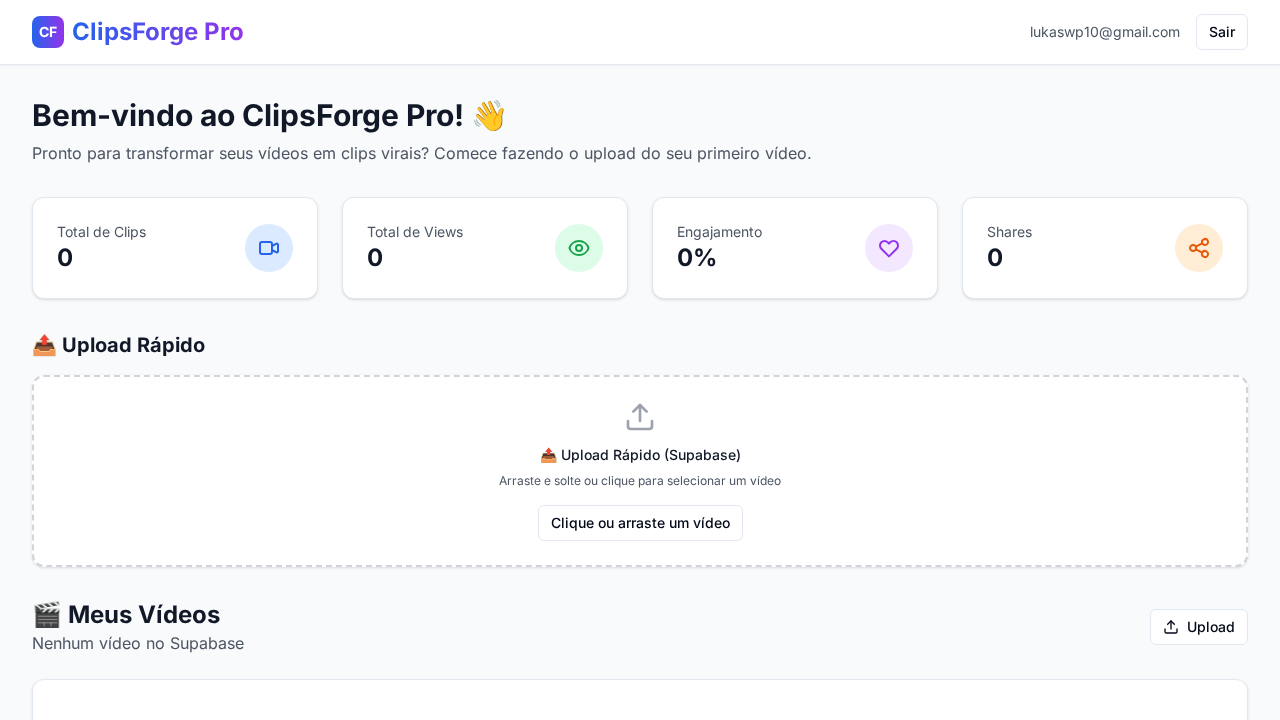 CF ClipsForge Pro
lukaswp10@gmail.com
Sair
Bem-vindo ao ClipsForge Pro! 👋
Pronto para transformar seus vídeos em clips virais? Comece fazendo o upload do seu primeiro vídeo.
Total de Clips
0
Total de Views
0
Engajamento
0%
Shares
0
📤 Upload Rápido
📤 Upload Rápido (Supabase)
Arraste e solte ou clique para selecionar um vídeo
Clique ou arraste um vídeo
🎬 Meus Vídeos
Nenhum vídeo no Supabase
Upload